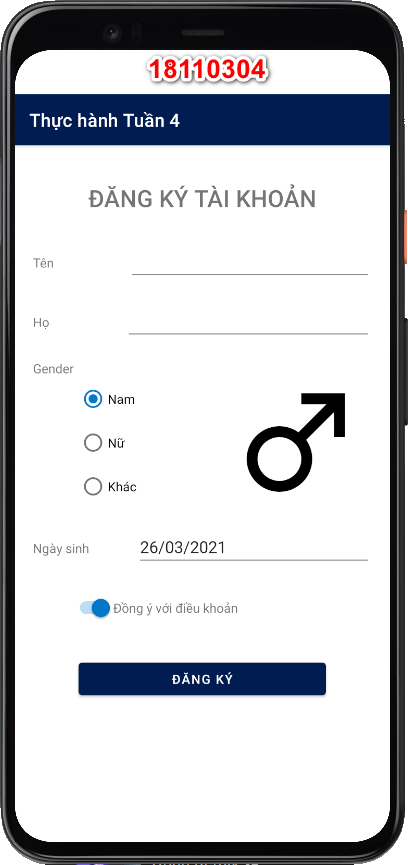 18110304
Thực hành Tuần 4
ĐĂNG KÝ TÀI KHOẢN
Tên
Họ
Gender
Nam
Nữ
Khác
Ngày sinh 26/03/2021
Đồng ý với điều khoản
ĐĂNG KÝ